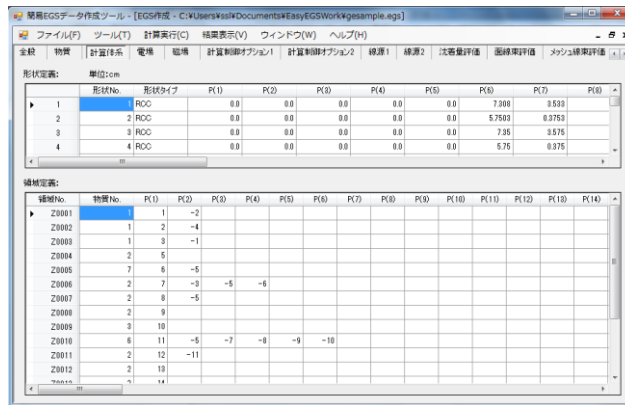 簡易EGSデータ作成ツール - [EGS作成 - C:¥Users¥ssl¥Documents¥EasyEGSWork¥gesample.egs]
ファイル(F) ツール(T) 計算実行(C) 結果表示(V) ウィンドウ(W) ヘルプ(H)
全般 物質 計算体系 電場 磁場 計算制御オプション1 計算制御オプション2 線源1 線源2 沈着量評価 面線束評価 メッシュ線束評価
形状定義: 単位:cm
形状No. 形状タイプ P(1) P(2) P(3) P(4) P(5) P(6) P(7) P(8)
1 1 RCC 0.0 0.0 0.0 0.0 0.0 7.308 3.533
2 2 RCC 0.0 0.0 0.0 0.0 0.0 5.7503 0.3753
3 3 RCC 0.0 0.0 0.0 0.0 0.0 7.35 3.575
4 4 RCC 0.0 0.0 0.0 0.0 0.0 5.75 0.375
領域定義:
領域No. 物質No. P(1) P(2) P(3) P(4) P(5) P(6) P(7) P(8) P(9) P(10) P(11) P(12) P(13) P(14)
Z0001 1 1 -2
Z0002 1 2 -4
Z0003 1 3 -1
Z0004 2 5
Z0005 7 6 -5
Z0006 2 7 -3 -5 -6
Z0007 2 8 -5
Z0008 2 9
Z0009 3 10
Z0010 6 11 -5 -7 -8 -9 -10
Z0011 2 12 -11
Z0012 2 13